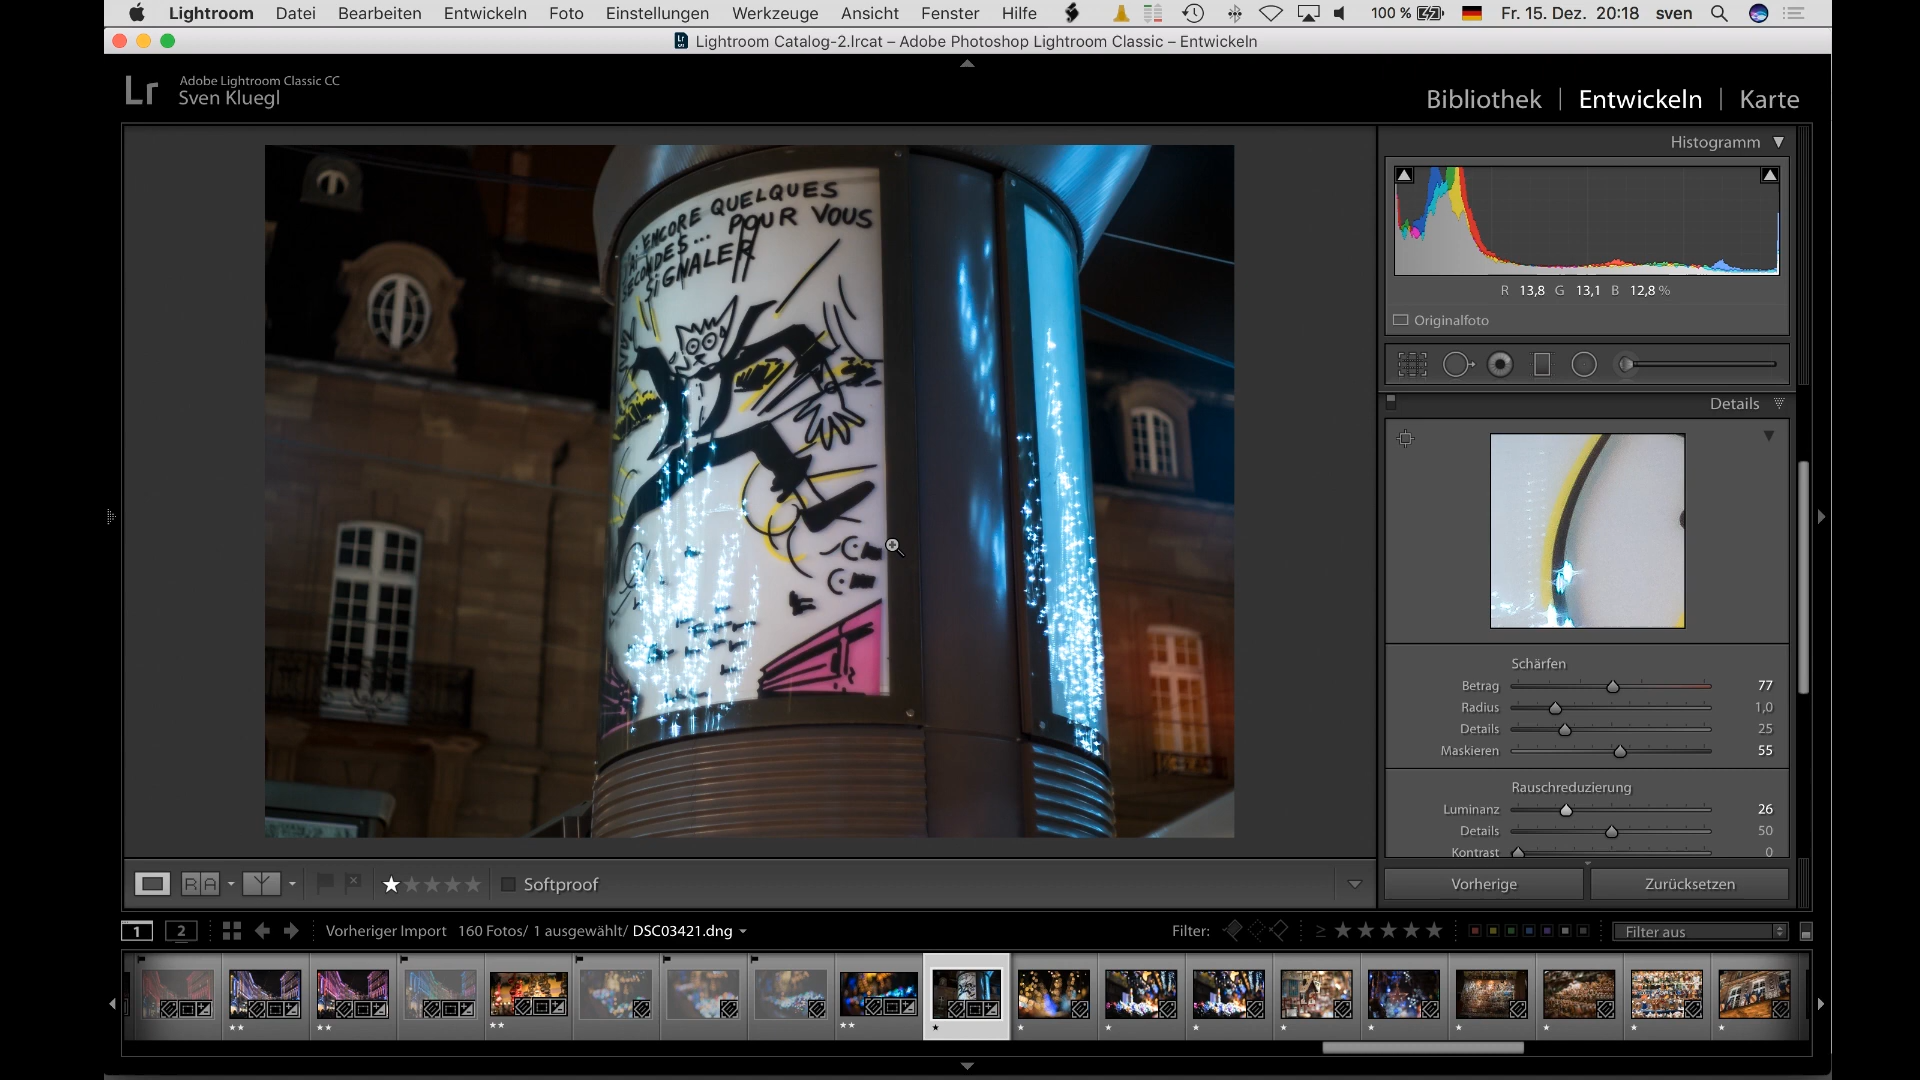 Lightroom Datei Bearbeiten Entwickeln Foto Einstellungen Werkzeuge Ansicht Fenster Hilfe 100 % Fr. 15. Dez. 20:18 sven
Lightroom Catalog-2.lrcat – Adobe Photoshop Lightroom Classic – Entwickeln
Lr Adobe Lightroom Classic CC
Sven Kluegl
Bibliothek | Entwickeln | Karte
Histogramm
R 13,8 G 13,1 B 12,8 %
Originalfoto
Details
J'AI ENCORE QUELQUES
SECONDES... POUR VOUS
SIGNALER
Schärfen
Betrag 77
Radius 1,0
Details 25
Maskieren 55
Rauschreduzierung
Luminanz 26
Details 50
Kontrast 0
R A Y Softproof
Vorherige Zurücksetzen
1 2 Vorheriger Import 160 Fotos/ 1 ausgewählt/ DSC03421.dng Filter: ≥ Filter aus